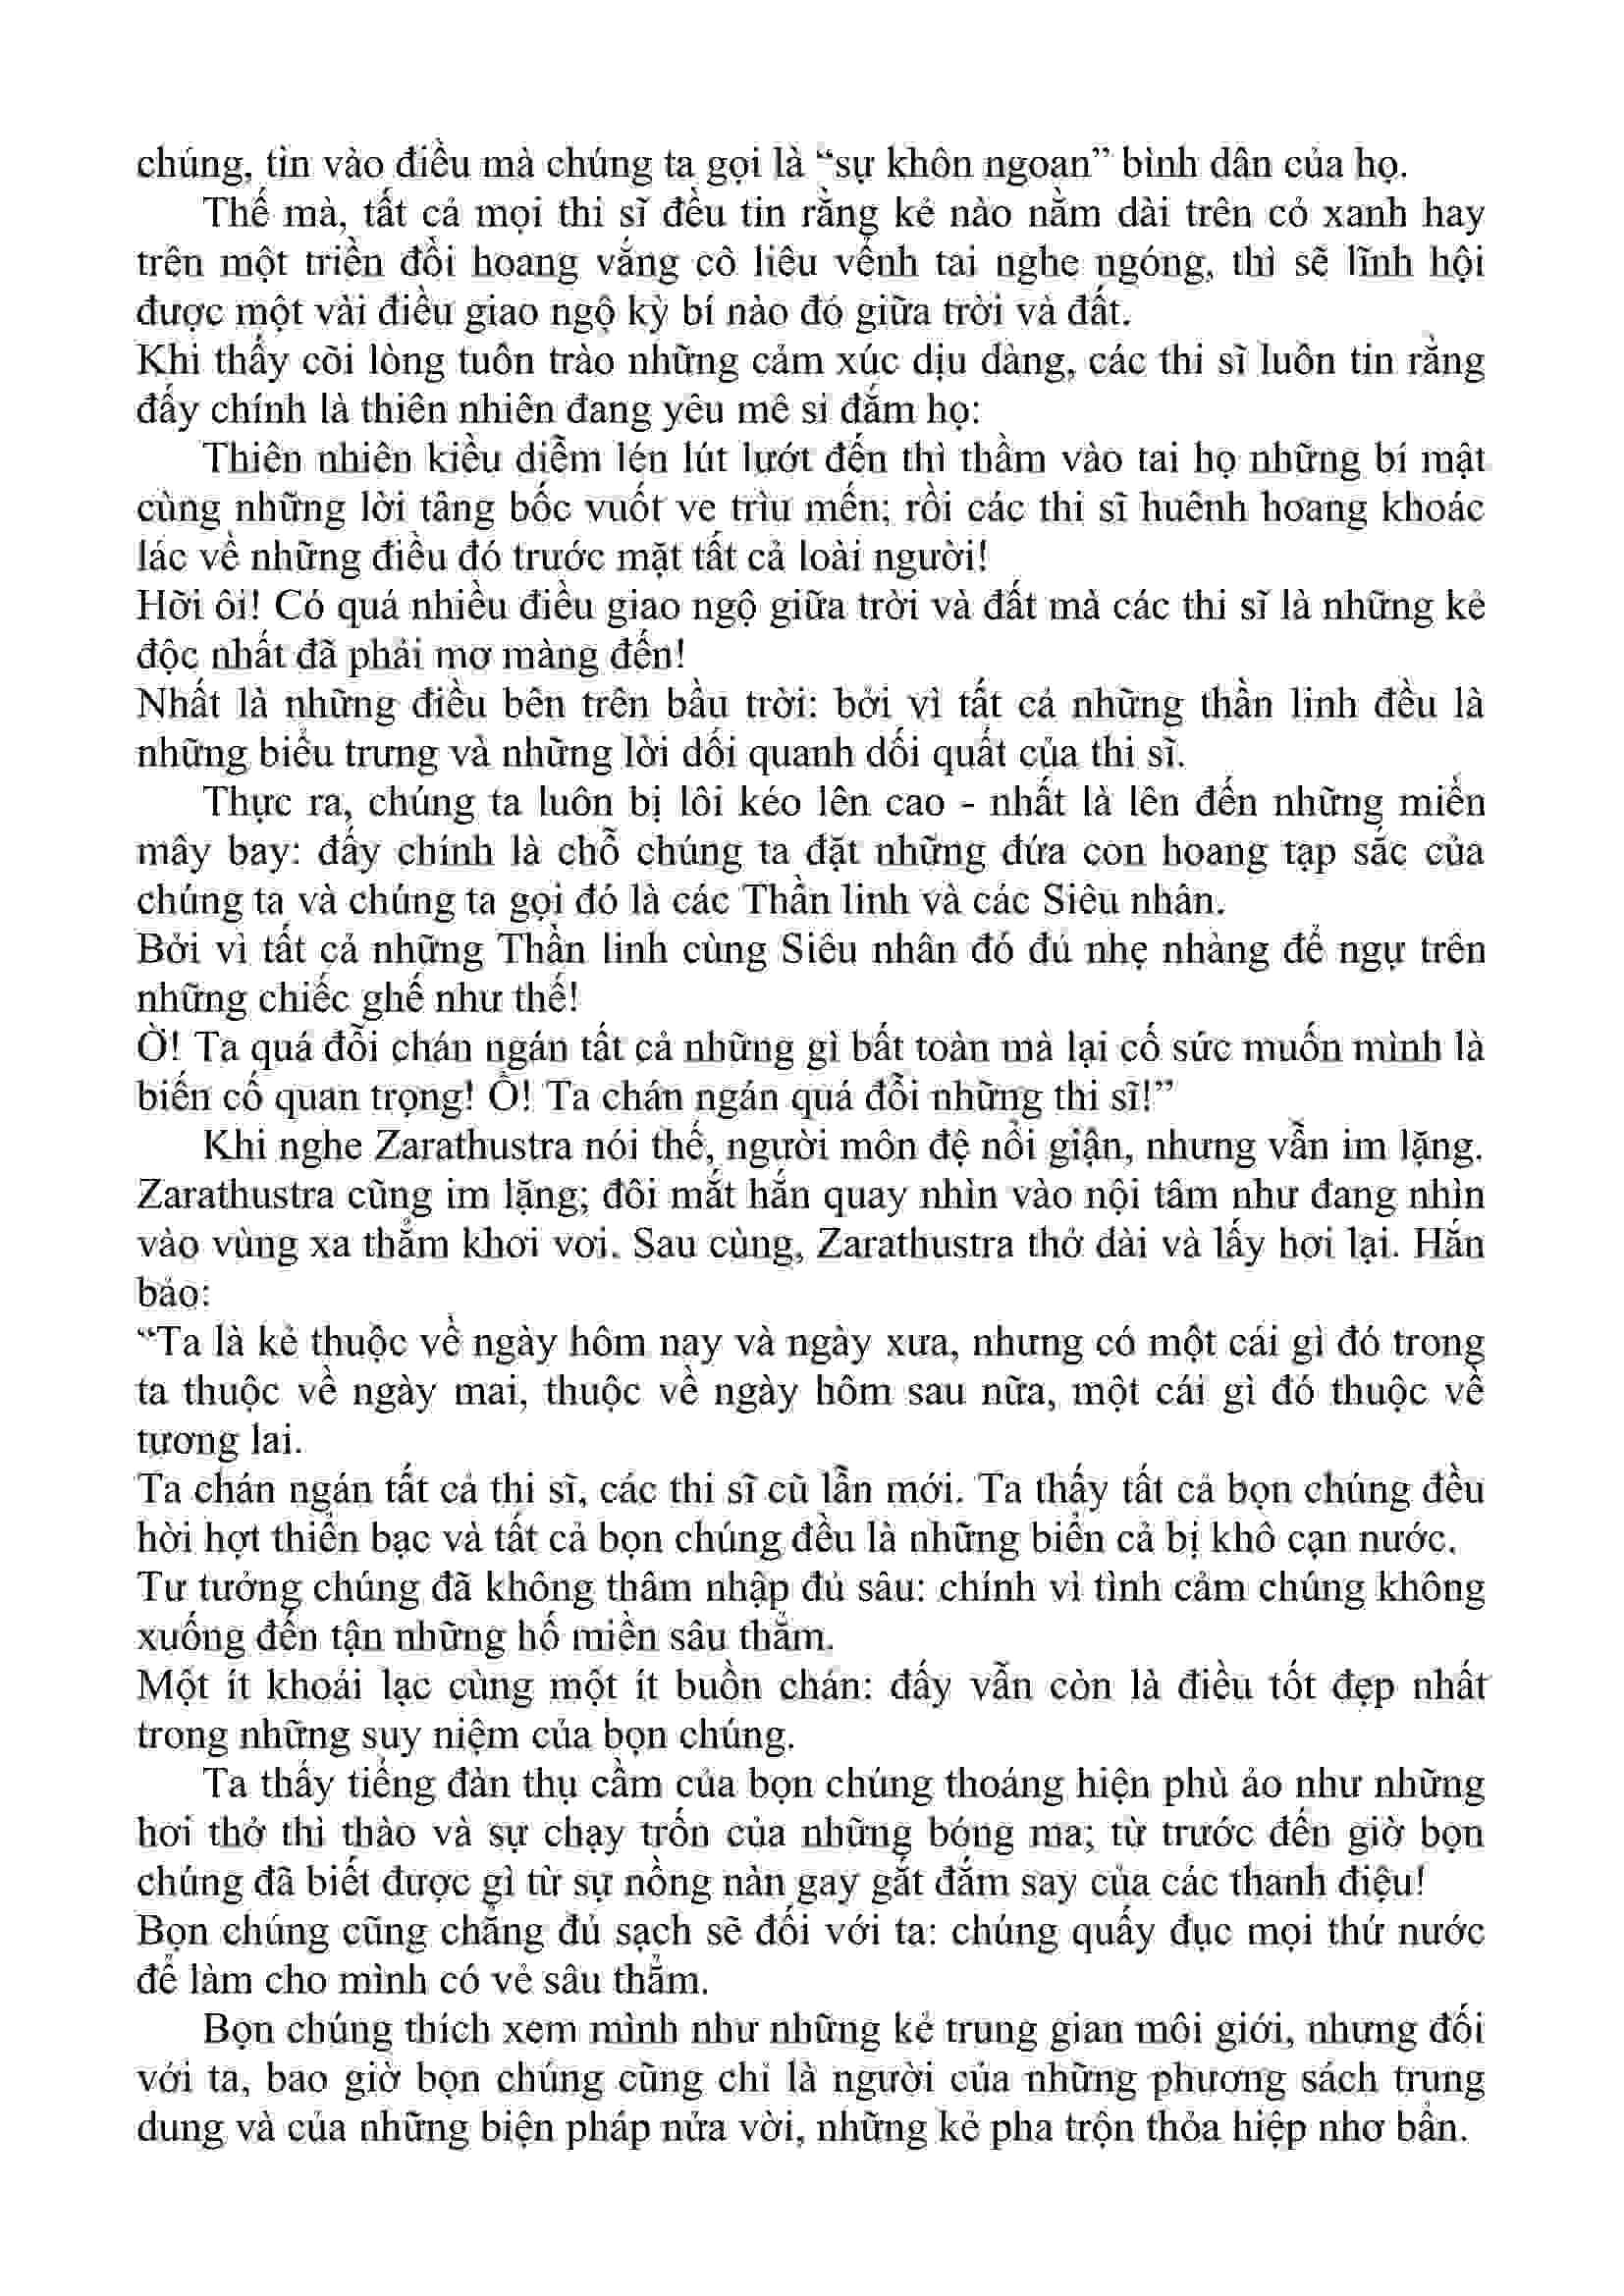 chúng, tin vào điều mà chúng ta gọi là “sự khôn ngoan” bình dân của họ.
Thế mà, tất cả mọi thi sĩ đều tin rằng kẻ nào nằm dài trên cỏ xanh hay
trên một triền đồi hoang vắng cô liêu vểnh tai nghe ngóng, thì sẽ lĩnh hội
được một vài điều giao ngộ kỳ bí nào đó giữa trời và đất.
Khi thấy cõi lòng tuôn trào những cảm xúc dịu dàng, các thi sĩ luôn tin rằng
đấy chính là thiên nhiên đang yêu mê si đắm họ:
Thiên nhiên kiều diễm lén lút lướt đến thì thầm vào tai họ những bí mật
cùng những lời tâng bốc vuốt ve trìu mến; rồi các thi sĩ huênh hoang khoác
lác về những điều đó trước mặt tất cả loài người!
Hỡi ôi! Có quá nhiều điều giao ngộ giữa trời và đất mà các thi sĩ là những kẻ
độc nhất đã phải mơ màng đến!
Nhất là những điều bên trên bầu trời: bởi vì tất cả những thần linh đều là
những biểu trưng và những lời dối quanh dối quất của thi sĩ.
Thực ra, chúng ta luôn bị lôi kéo lên cao - nhất là lên đến những miền
mây bay: đấy chính là chỗ chúng ta đặt những đứa con hoang tạp sắc của
chúng ta và chúng ta gọi đó là các Thần linh và các Siêu nhân.
Bởi vì tất cả những Thần linh cùng Siêu nhân đó đủ nhẹ nhàng để ngự trên
những chiếc ghế như thế!
Ồ! Ta quá đỗi chán ngán tất cả những gì bất toàn mà lại cố sức muốn mình là
biến cố quan trọng! Ồ! Ta chán ngán quá đỗi những thi sĩ!”
Khi nghe Zarathustra nói thế, người môn đệ nổi giận, nhưng vẫn im lặng.
Zarathustra cũng im lặng; đôi mắt hắn quay nhìn vào nội tâm như đang nhìn
vào vùng xa thẳm khơi vơi. Sau cùng, Zarathustra thở dài và lấy hơi lại. Hắn
bảo:
“Ta là kẻ thuộc về ngày hôm nay và ngày xưa, nhưng có một cái gì đó trong
ta thuộc về ngày mai, thuộc về ngày hôm sau nữa, một cái gì đó thuộc về
tương lai.
Ta chán ngán tất cả thi sĩ, các thi sĩ cũ lẫn mới. Ta thấy tất cả bọn chúng đều
hời hợt thiển bạc và tất cả bọn chúng đều là những biển cả bị khô cạn nước.
Tư tưởng chúng đã không thâm nhập đủ sâu: chính vì tình cảm chúng không
xuống đến tận những hố miền sâu thẳm.
Một ít khoái lạc cùng một ít buồn chán: đấy vẫn còn là điều tốt đẹp nhất
trong những suy niệm của bọn chúng.
Ta thấy tiếng đàn thụ cầm của bọn chúng thoáng hiện phù ảo như những
hơi thở thì thào và sự chạy trốn của những bóng ma; từ trước đến giờ bọn
chúng đã biết được gì từ sự nồng nàn gay gắt đắm say của các thanh điệu!
Bọn chúng cũng chẳng đủ sạch sẽ đối với ta: chúng quấy đục mọi thứ nước
để làm cho mình có vẻ sâu thẳm.
Bọn chúng thích xem mình như những kẻ trung gian môi giới, nhưng đối
với ta, bao giờ bọn chúng cũng chỉ là người của những phương sách trung
dung và của những biện pháp nửa vời, những kẻ pha trộn thỏa hiệp nhơ bẩn.